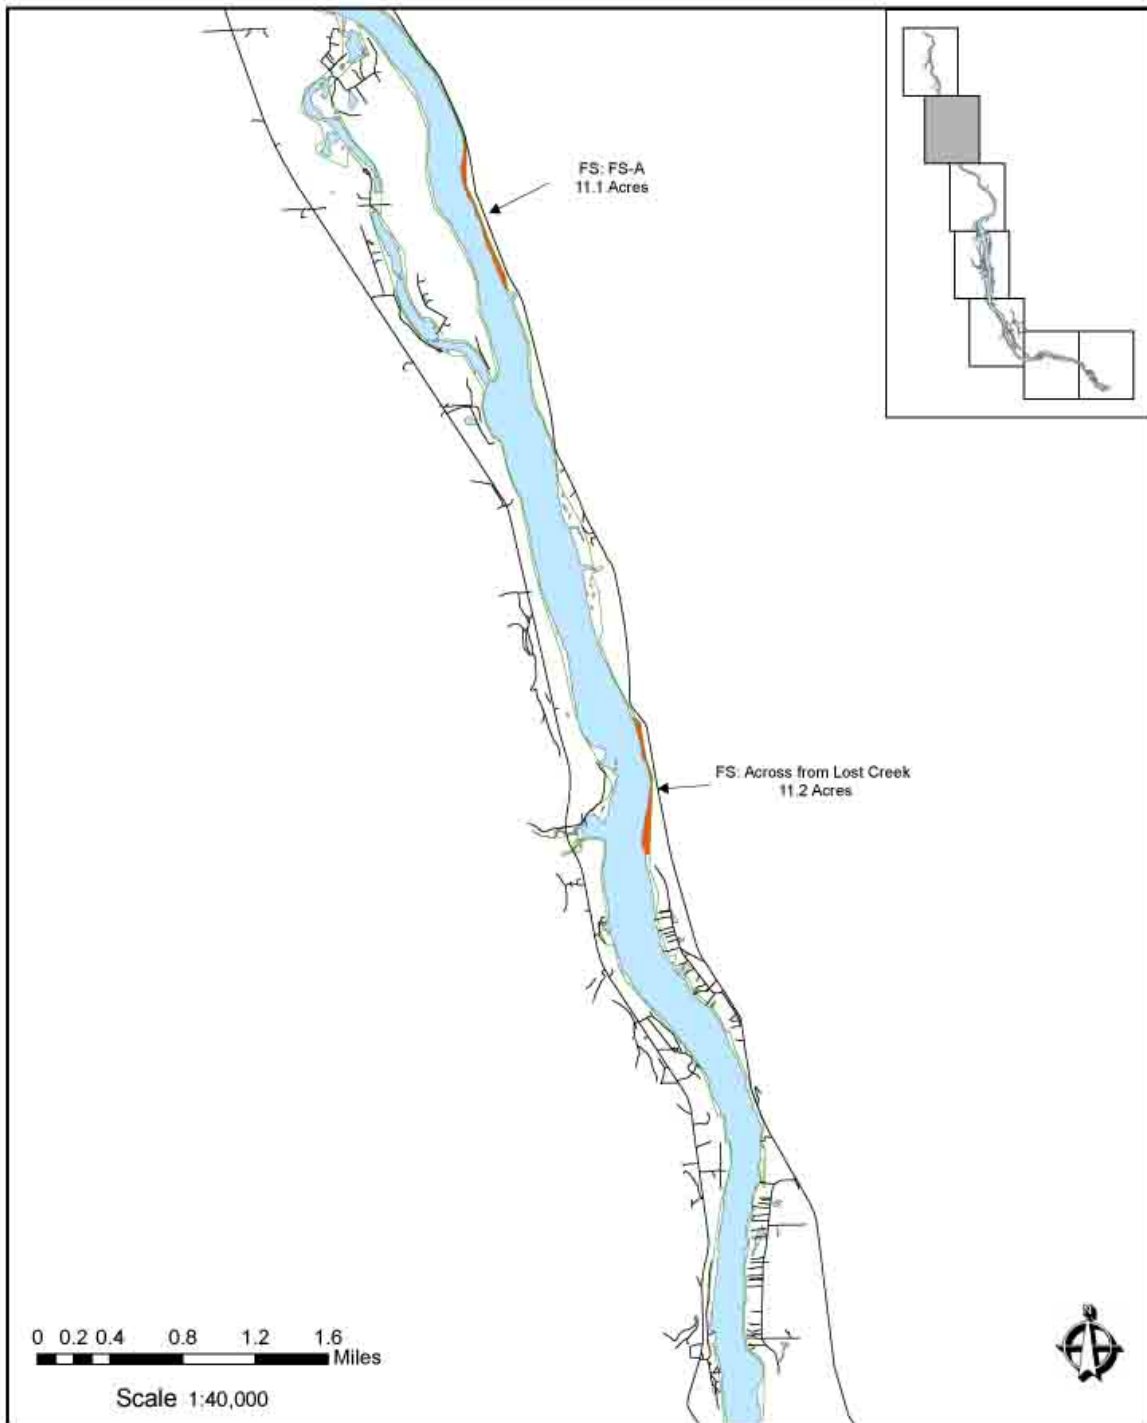 FS: FS-A
11.1 Acres
FS: Across from Lost Creek
11.2 Acres
0 0.2 0.4 0.8 1.2 1.6
Miles
Scale 1:40,000